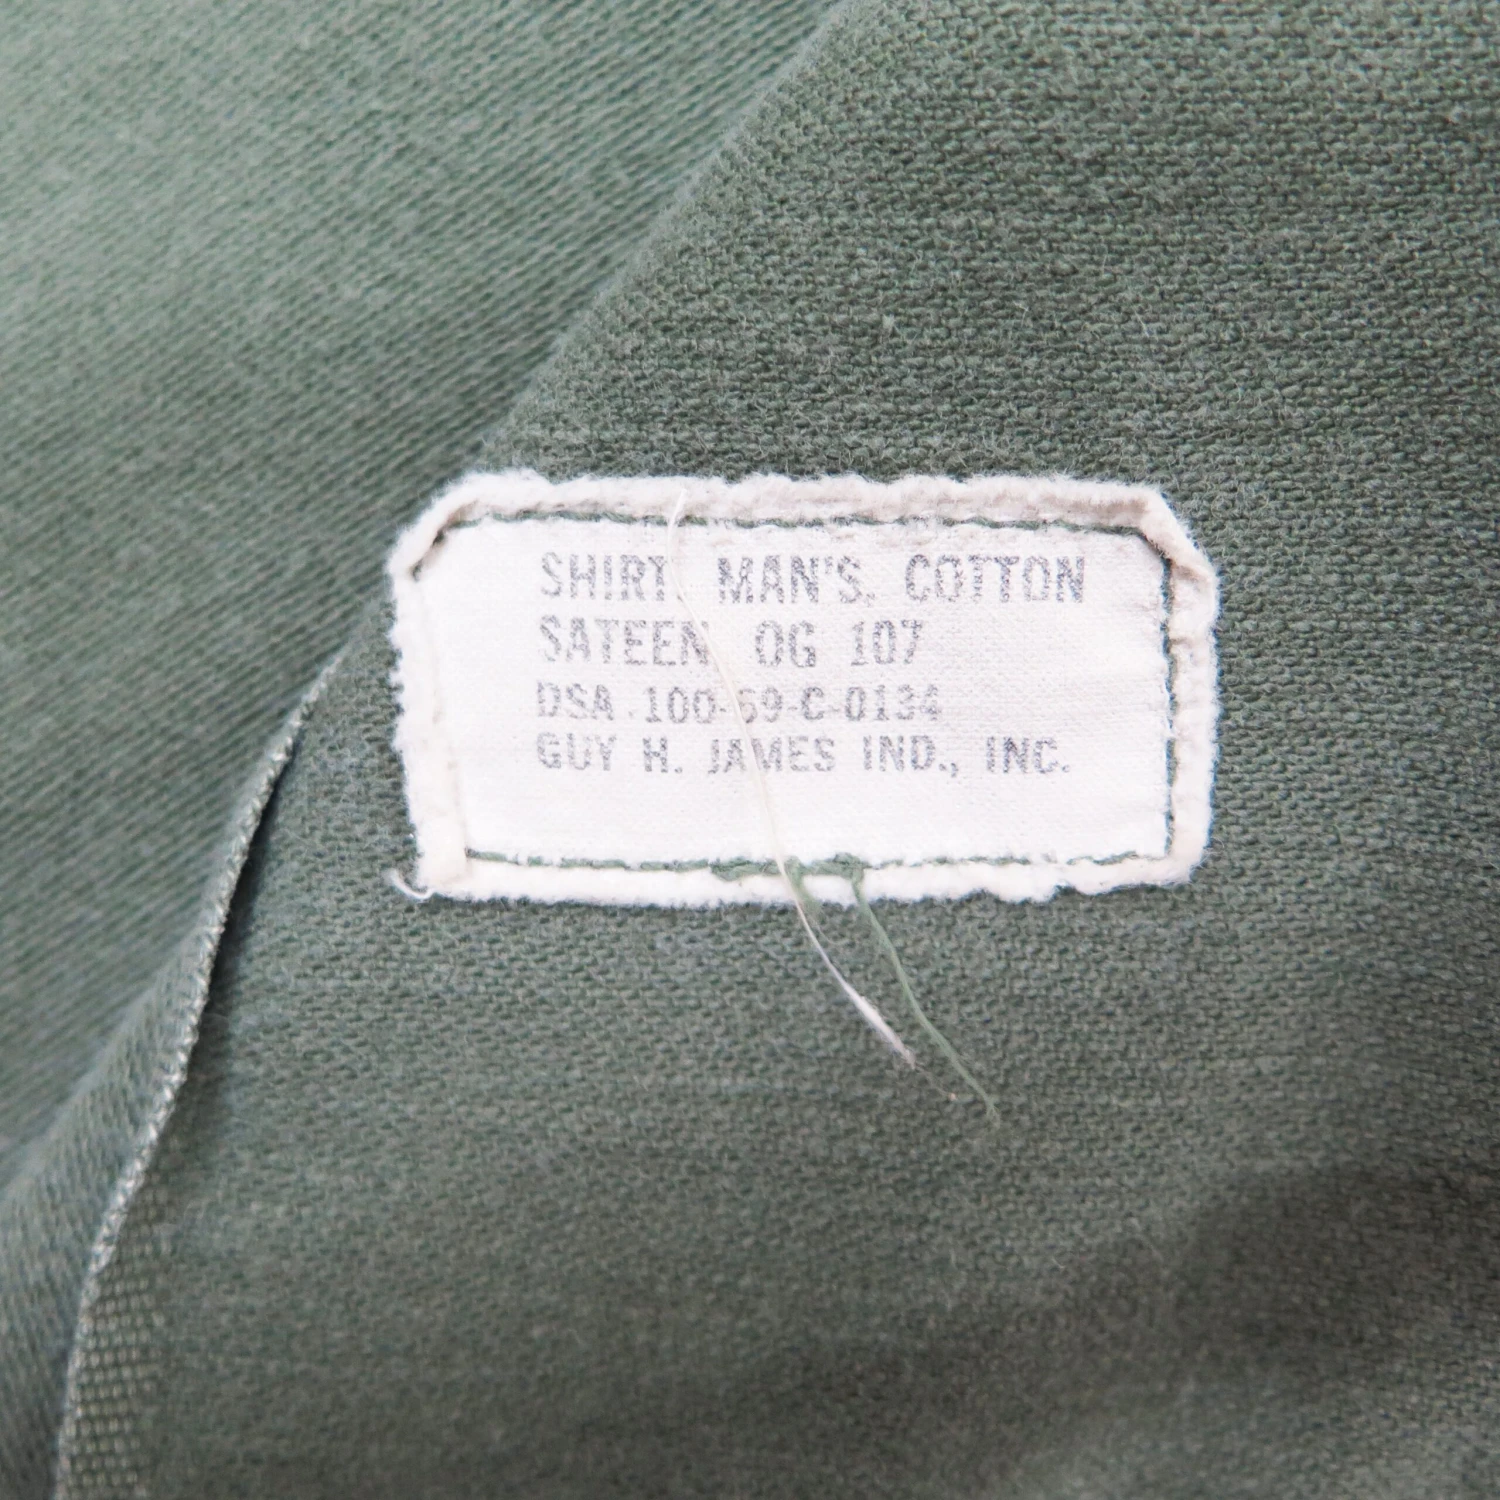 SHIRT, MAN'S, COTTON
SATEEN, OG 107
DSA 100-69-C-0134
GUY H. JAMES IND., INC.